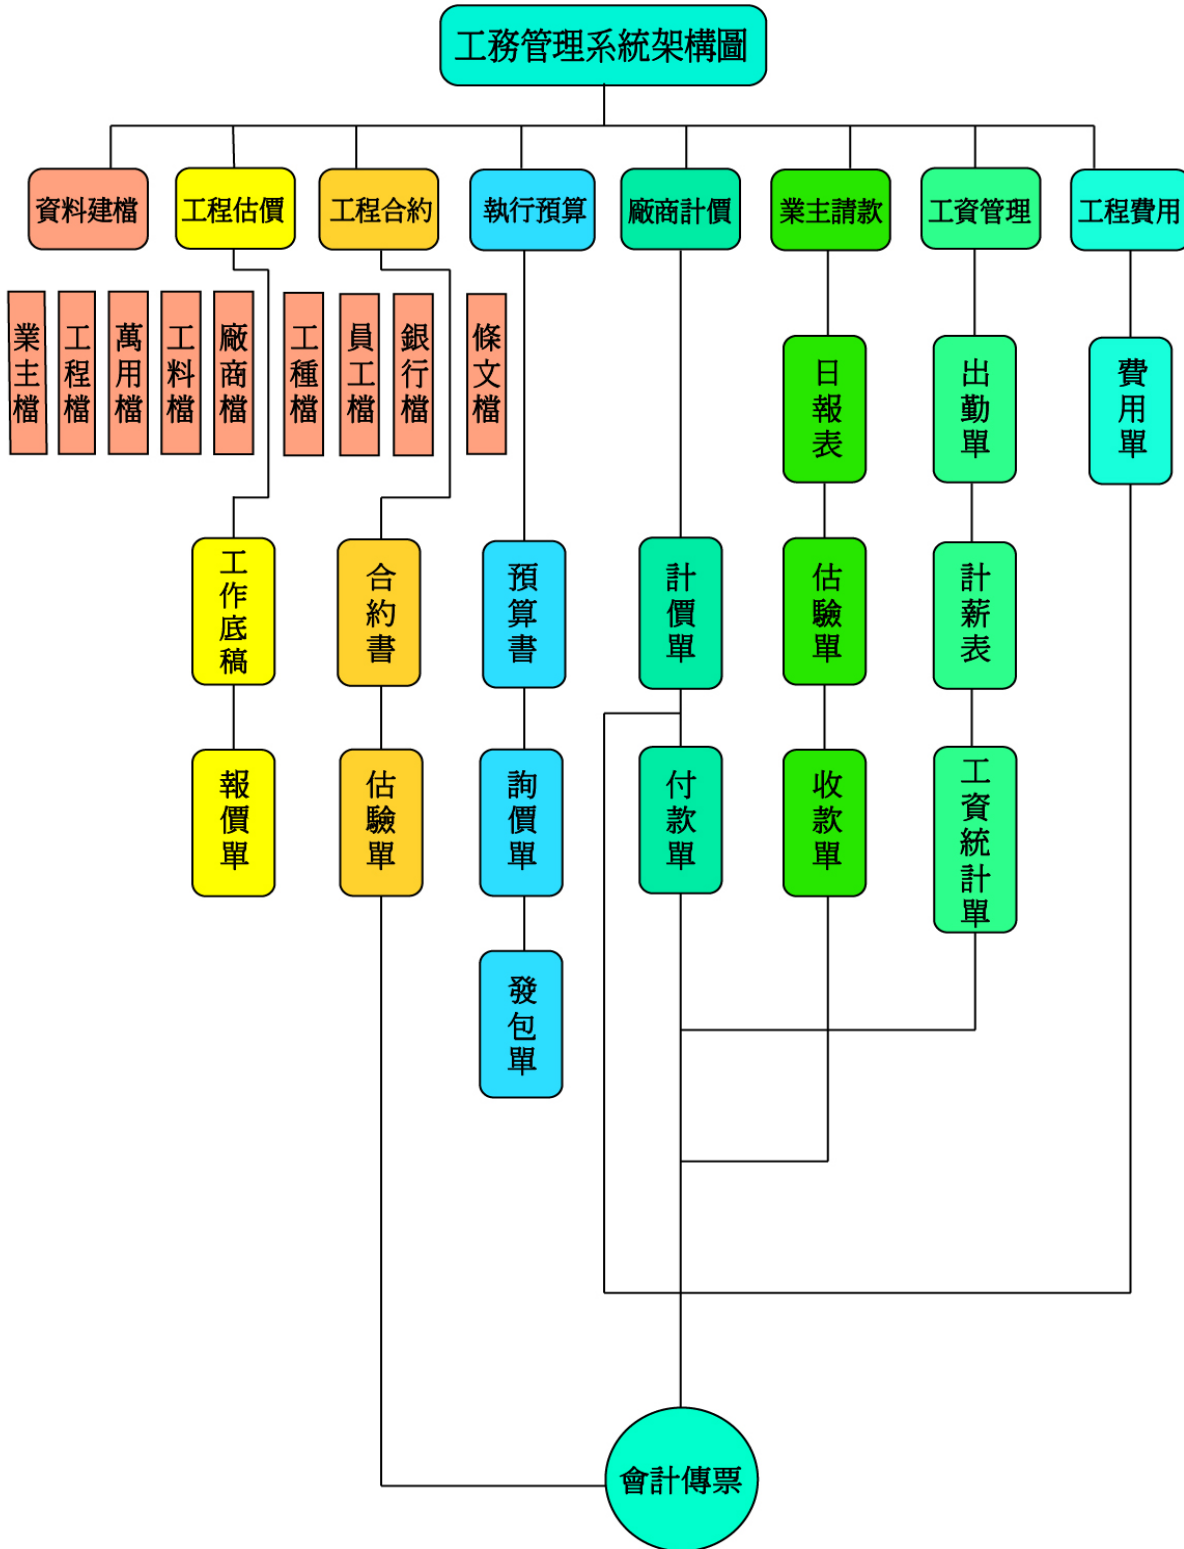 工務管理系統架構圖
資料建檔
工程估價
工程合約
執行預算
廠商計價
業主請款
工資管理
工程費用
業主檔
工程檔
萬用檔
工料檔
廠商檔
工種檔
員工檔
銀行檔
條文檔
日報表
出勤單
費用單
工作底稿
合約書
預算書
計價單
估驗單
計薪表
報價單
估驗單
詢價單
付款單
收款單
工資統計單
發包單
會計傳票